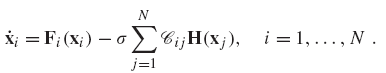 ẋᵢ = Fᵢ(xᵢ) − σ ∑ⱼ₌₁ᴺ 𝒞ᵢⱼH(xⱼ), i = 1, . . . , N .